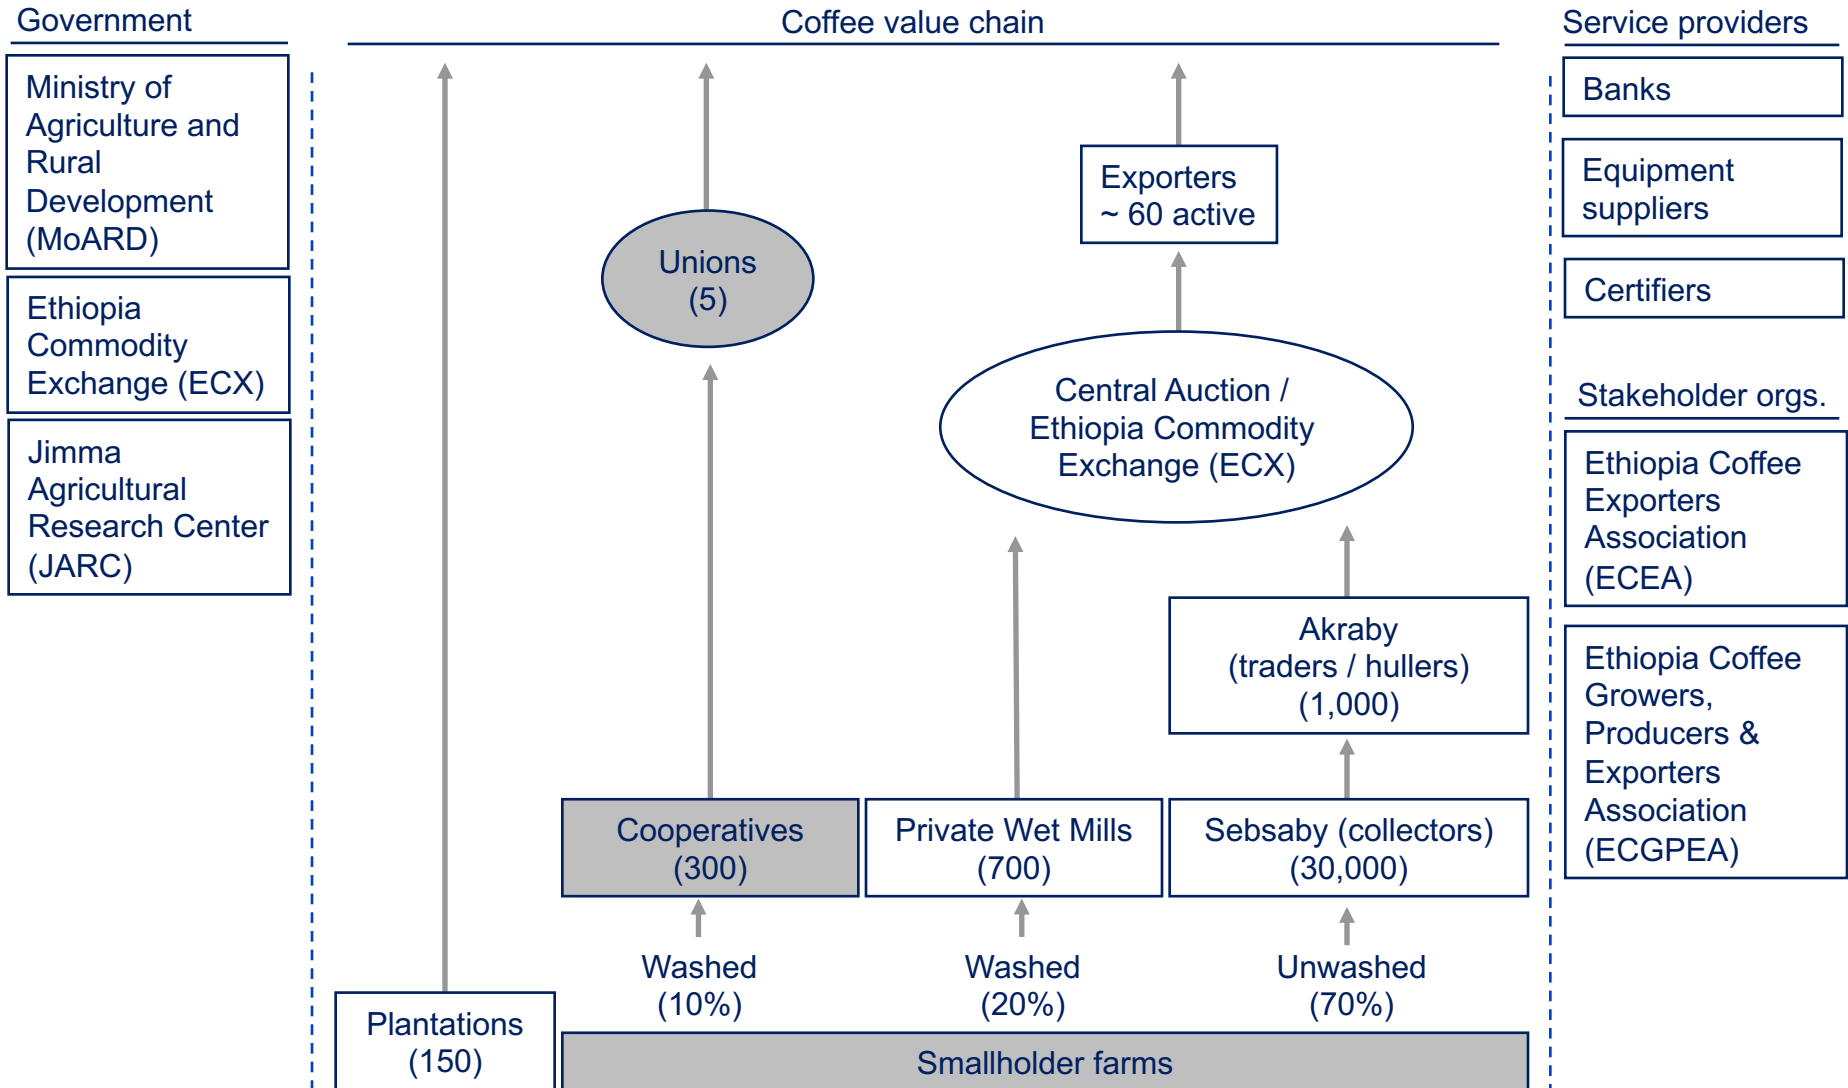 Government
Ministry of
Agriculture and
Rural
Development
(MoARD)
Ethiopia
Commodity
Exchange (ECX)
Jimma
Agricultural
Research Center
(JARC)
Coffee value chain
Exporters
~ 60 active
Unions
(5)
Central Auction /
Ethiopia Commodity
Exchange (ECX)
Akraby
(traders / hullers)
(1,000)
Cooperatives
(300)
Private Wet Mills
(700)
Sebsaby (collectors)
(30,000)
Washed
(10%)
Washed
(20%)
Unwashed
(70%)
Plantations
(150)
Smallholder farms
Service providers
Banks
Equipment
suppliers
Certifiers
Stakeholder orgs.
Ethiopia Coffee
Exporters
Association
(ECEA)
Ethiopia Coffee
Growers,
Producers &
Exporters
Association
(ECGPEA)